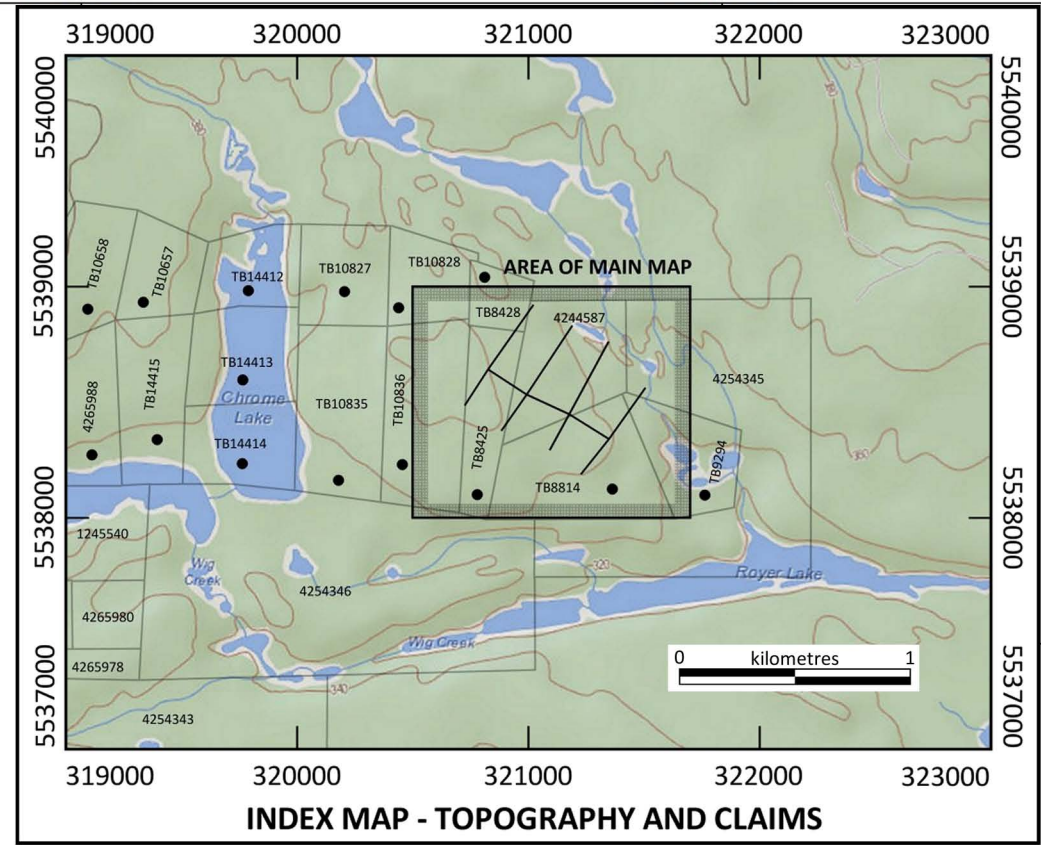 319000 320000 321000 322000 323000
5540000
5540000
380
380
5539000
5539000
TB10658
TB10657
TB14412
TB10827
TB10828
AREA OF MAIN MAP
TB8428
4244587
4265988
TB14415
TB14413
Chrome
Lake
TB14414
TB10835
TB10836
TB8425
TB8814
4254345
TB9294
360
5538000
5538000
1245540
Wig
Creek
4254346
320
Royer Lake
4265980
Wig Creek
4265978
340
0 kilometres 1
4254343
5537000
5537000
319000 320000 321000 322000 323000
INDEX MAP - TOPOGRAPHY AND CLAIMS